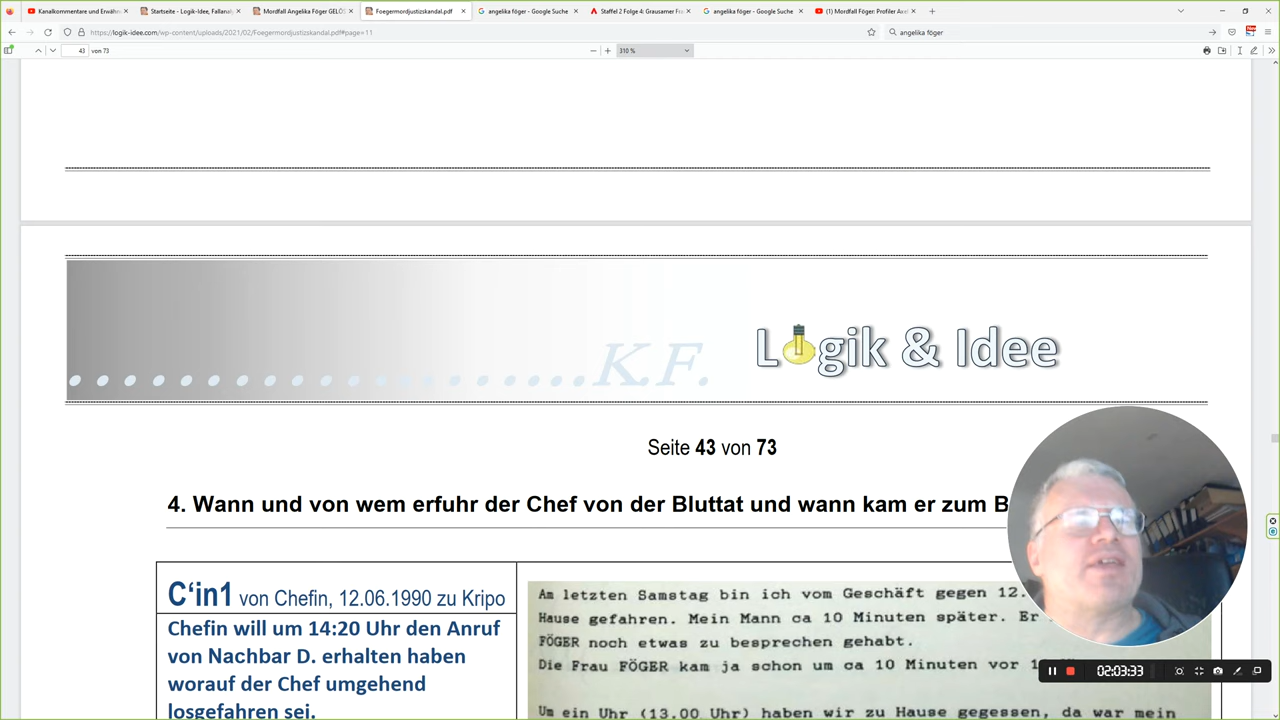 Kanalkommentare und Erwähn
Startseite - Logik-Idee, Fallanaly
Mordfall Angelika Föger GELÖS
Foegermordjustizskandal.pdf
angelika föger - Google Suche
Staffel 2 Folge 4: Grausamer Fra
angelika föger - Google Suche
(1) Mordfall Föger: Profiler Axel
https://logik-idee.com/wp-content/uploads/2021/02/Foegermordjustizskandal.pdf#page=11
angelika föger
43 von 73
310 %
K.F.
Logik & Idee
Seite 43 von 73
4. Wann und von wem erfuhr der Chef von der Bluttat und wann kam er zum B
C‘in1 von Chefin, 12.06.1990 zu Kripo
Chefin will um 14:20 Uhr den Anruf
von Nachbar D. erhalten haben
worauf der Chef umgehend
losgefahren sei.
Am letzten Samstag bin ich vom Geschäft gegen 12.
Hause gefahren. Mein Mann ca 10 Minuten später. Er
FÖGER noch etwas zu besprechen gehabt.
Die Frau FÖGER kam ja schon um ca 10 Minuten vor 1
Um ein Uhr (13.00 Uhr) haben wir zu Hause gegessen, da war mein
02:03:33